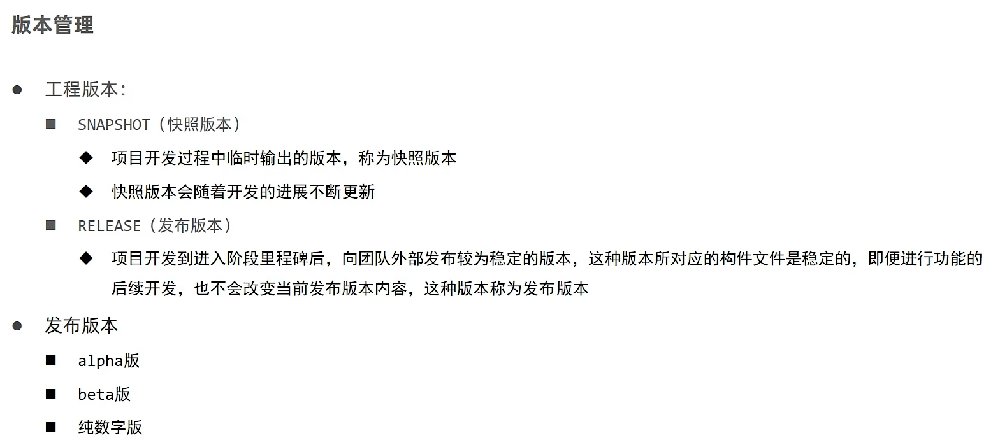 版本管理
工程版本：
SNAPSHOT（快照版本）
项目开发过程中临时输出的版本，称为快照版本
快照版本会随着开发的进展不断更新
RELEASE（发布版本）
项目开发到进入阶段里程碑后，向团队外部发布较为稳定的版本，这种版本所对应的构件文件是稳定的，即便进行功能的
后续开发，也不会改变当前发布版本内容，这种版本称为发布版本
发布版本
alpha版
beta版
纯数字版